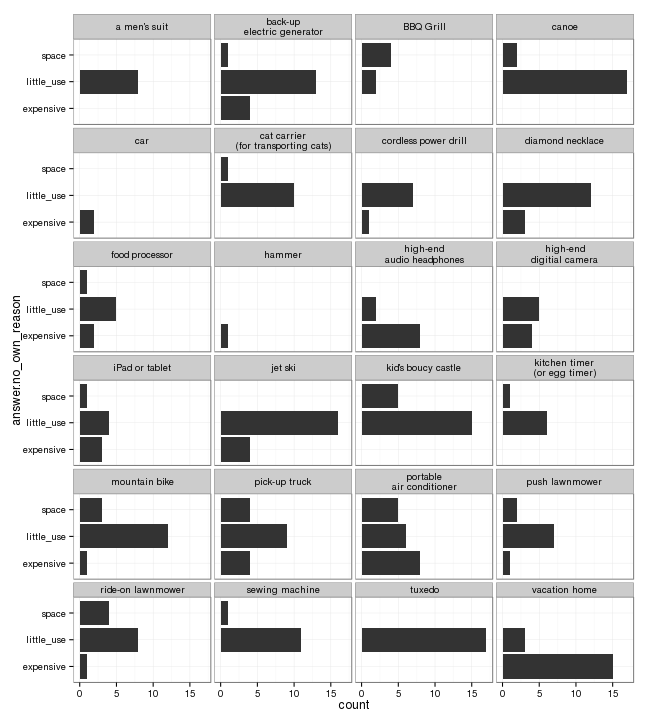 a men's suit
back-up
electric generator
BBQ Grill
canoe
space
little_use
expensive
car
cat carrier
(for transporting cats)
cordless power drill
diamond necklace
space
little_use
expensive
food processor
hammer
high-end
audio headphones
high-end
digitial camera
space
little_use
expensive
answer.no_own_reason
iPad or tablet
jet ski
kid's boucy castle
kitchen timer
(or egg timer)
space
little_use
expensive
mountain bike
pick-up truck
portable
air conditioner
push lawnmower
space
little_use
expensive
ride-on lawnmower
sewing machine
tuxedo
vacation home
space
little_use
expensive
0 5 10 15 0 5 10 15 0 5 10 15 0 5 10 15
count